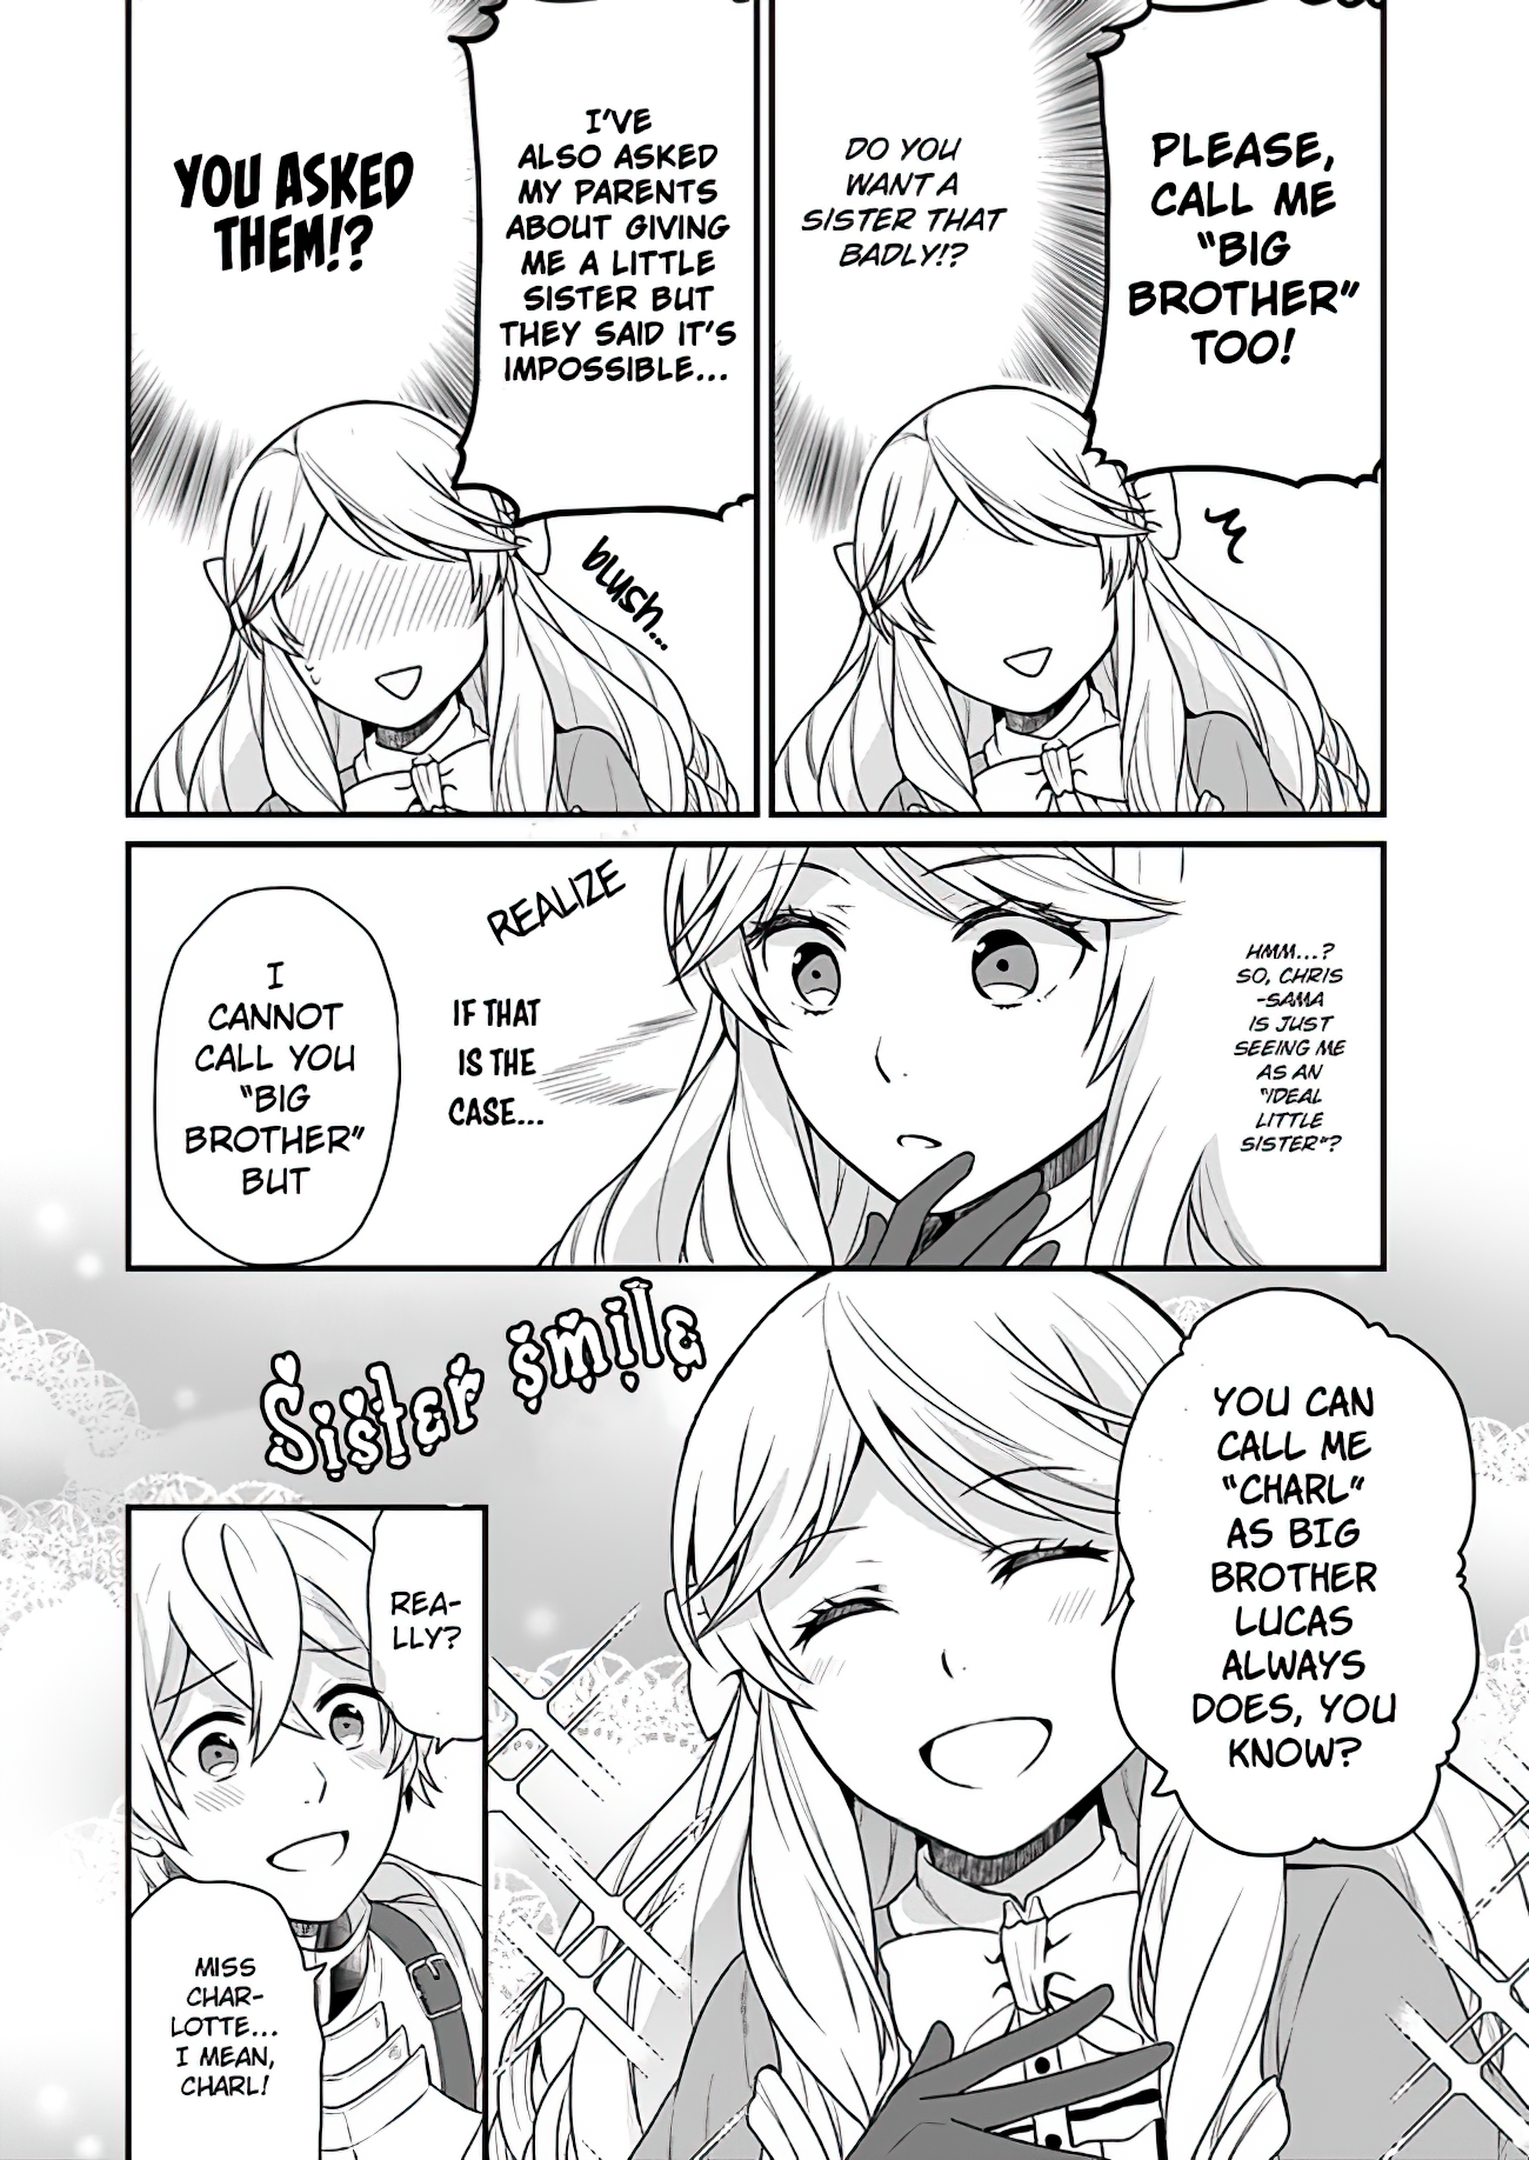 PLEASE,
CALL ME
"BIG
BROTHER"
TOO!
DO YOU
WANT A
SISTER THAT
BADLY!?
I'VE
ALSO ASKED
MY PARENTS
ABOUT GIVING
ME A LITTLE
SISTER BUT
THEY SAID IT'S
IMPOSSIBLE...
YOU ASKED
THEM!?
blush...
HMM...?
SO, CHRIS
-SAMA
IS JUST
SEEING ME
AS AN
"IDEAL
LITTLE
SISTER"?
REALIZE
IF THAT
IS THE
CASE...
I
CANNOT
CALL YOU
"BIG
BROTHER"
BUT
YOU CAN
CALL ME
"CHARL"
AS BIG
BROTHER
LUCAS
ALWAYS
DOES, YOU
KNOW?
Sister smile
REA-
LLY?
MISS
CHAR-
LOTTE...
I MEAN,
CHARL!